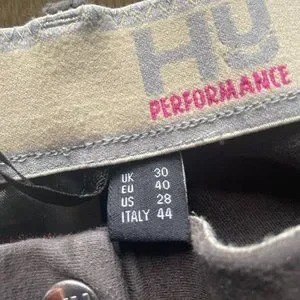 Hy
PERFORMANCE
UK 30
EU 40
US 28
ITALY 44